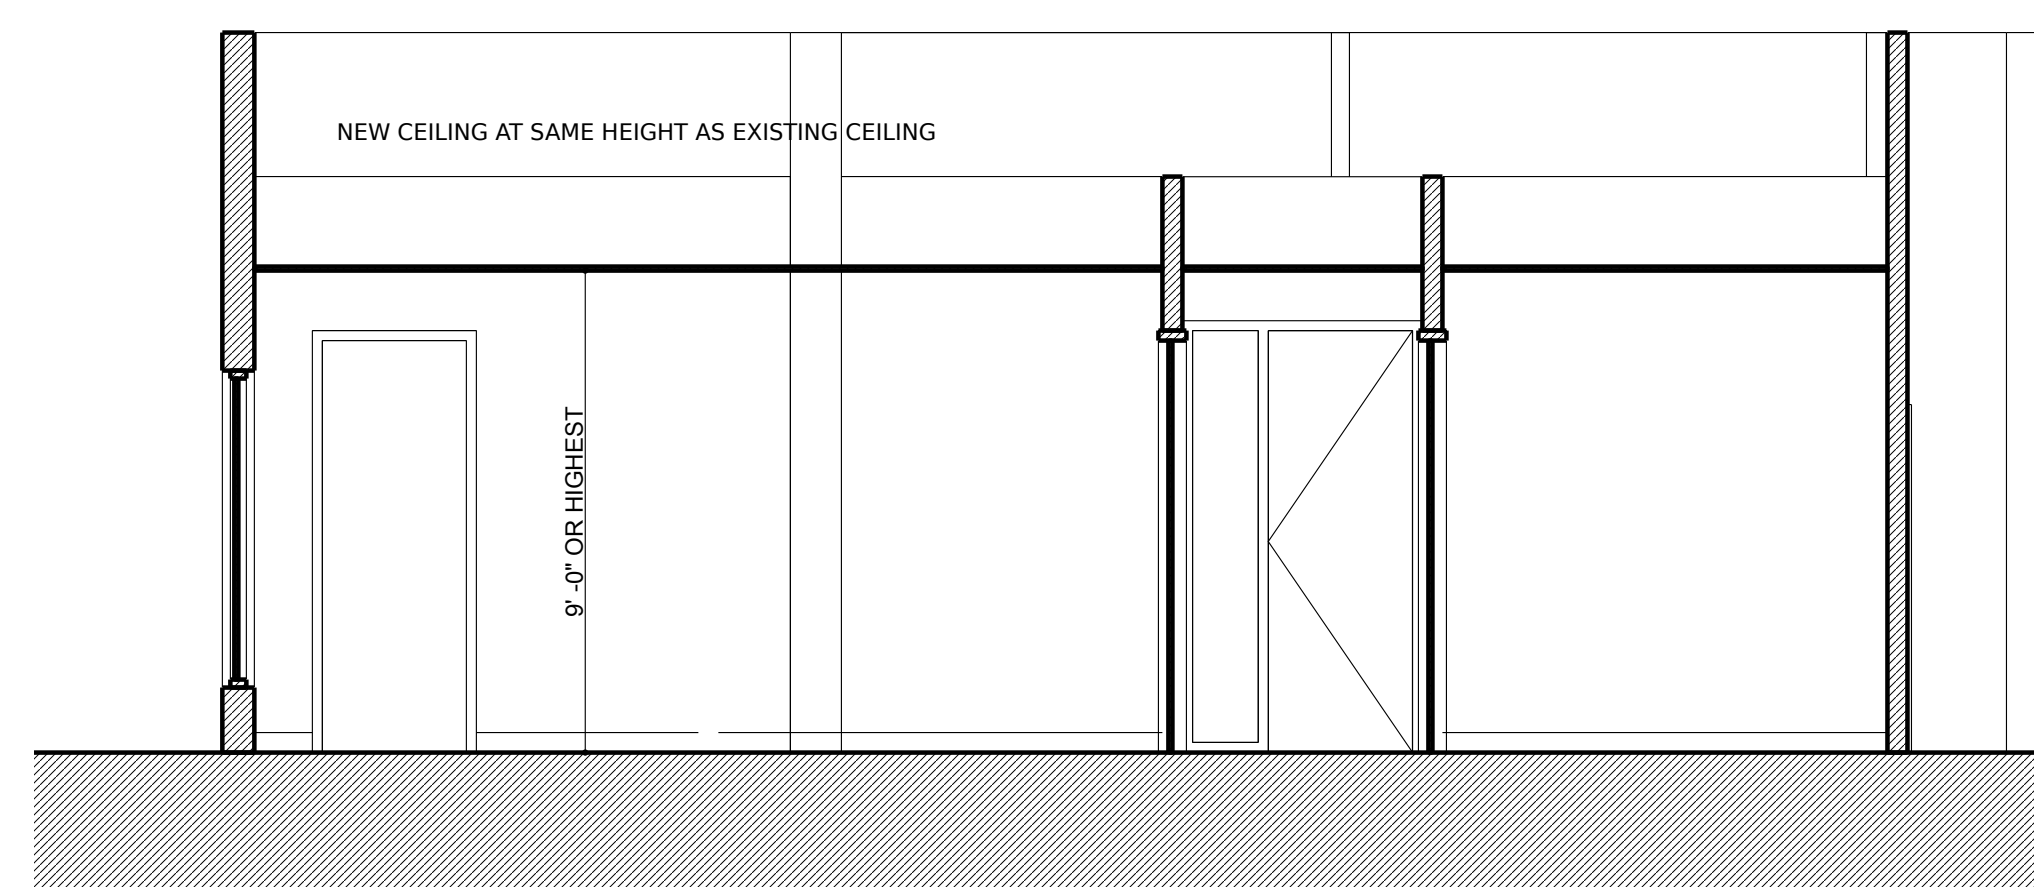 NEW CEILING AT SAME HEIGHT AS EXISTING CEILING
9' -0" OR HIGHEST